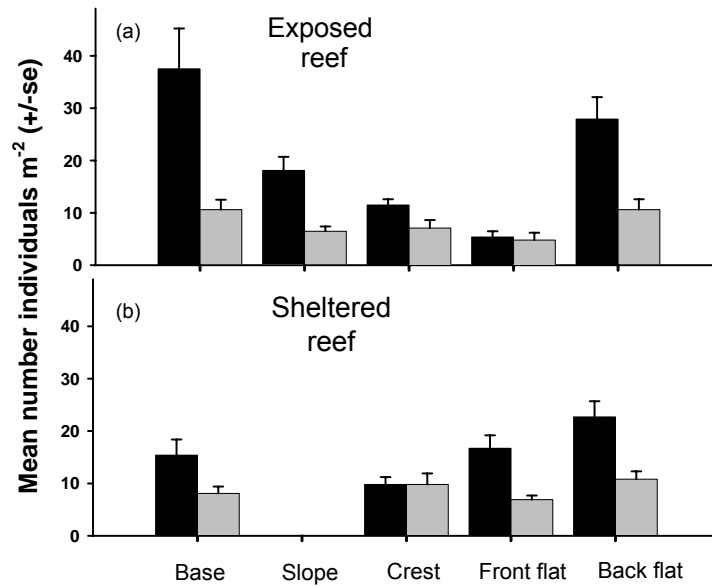 Mean number individuals m⁻² (+/-se)
(a)
Exposed
reef
40
30
20
10
0
(b)
Sheltered
reef
40
30
20
10
0
Base Slope Crest Front flat Back flat